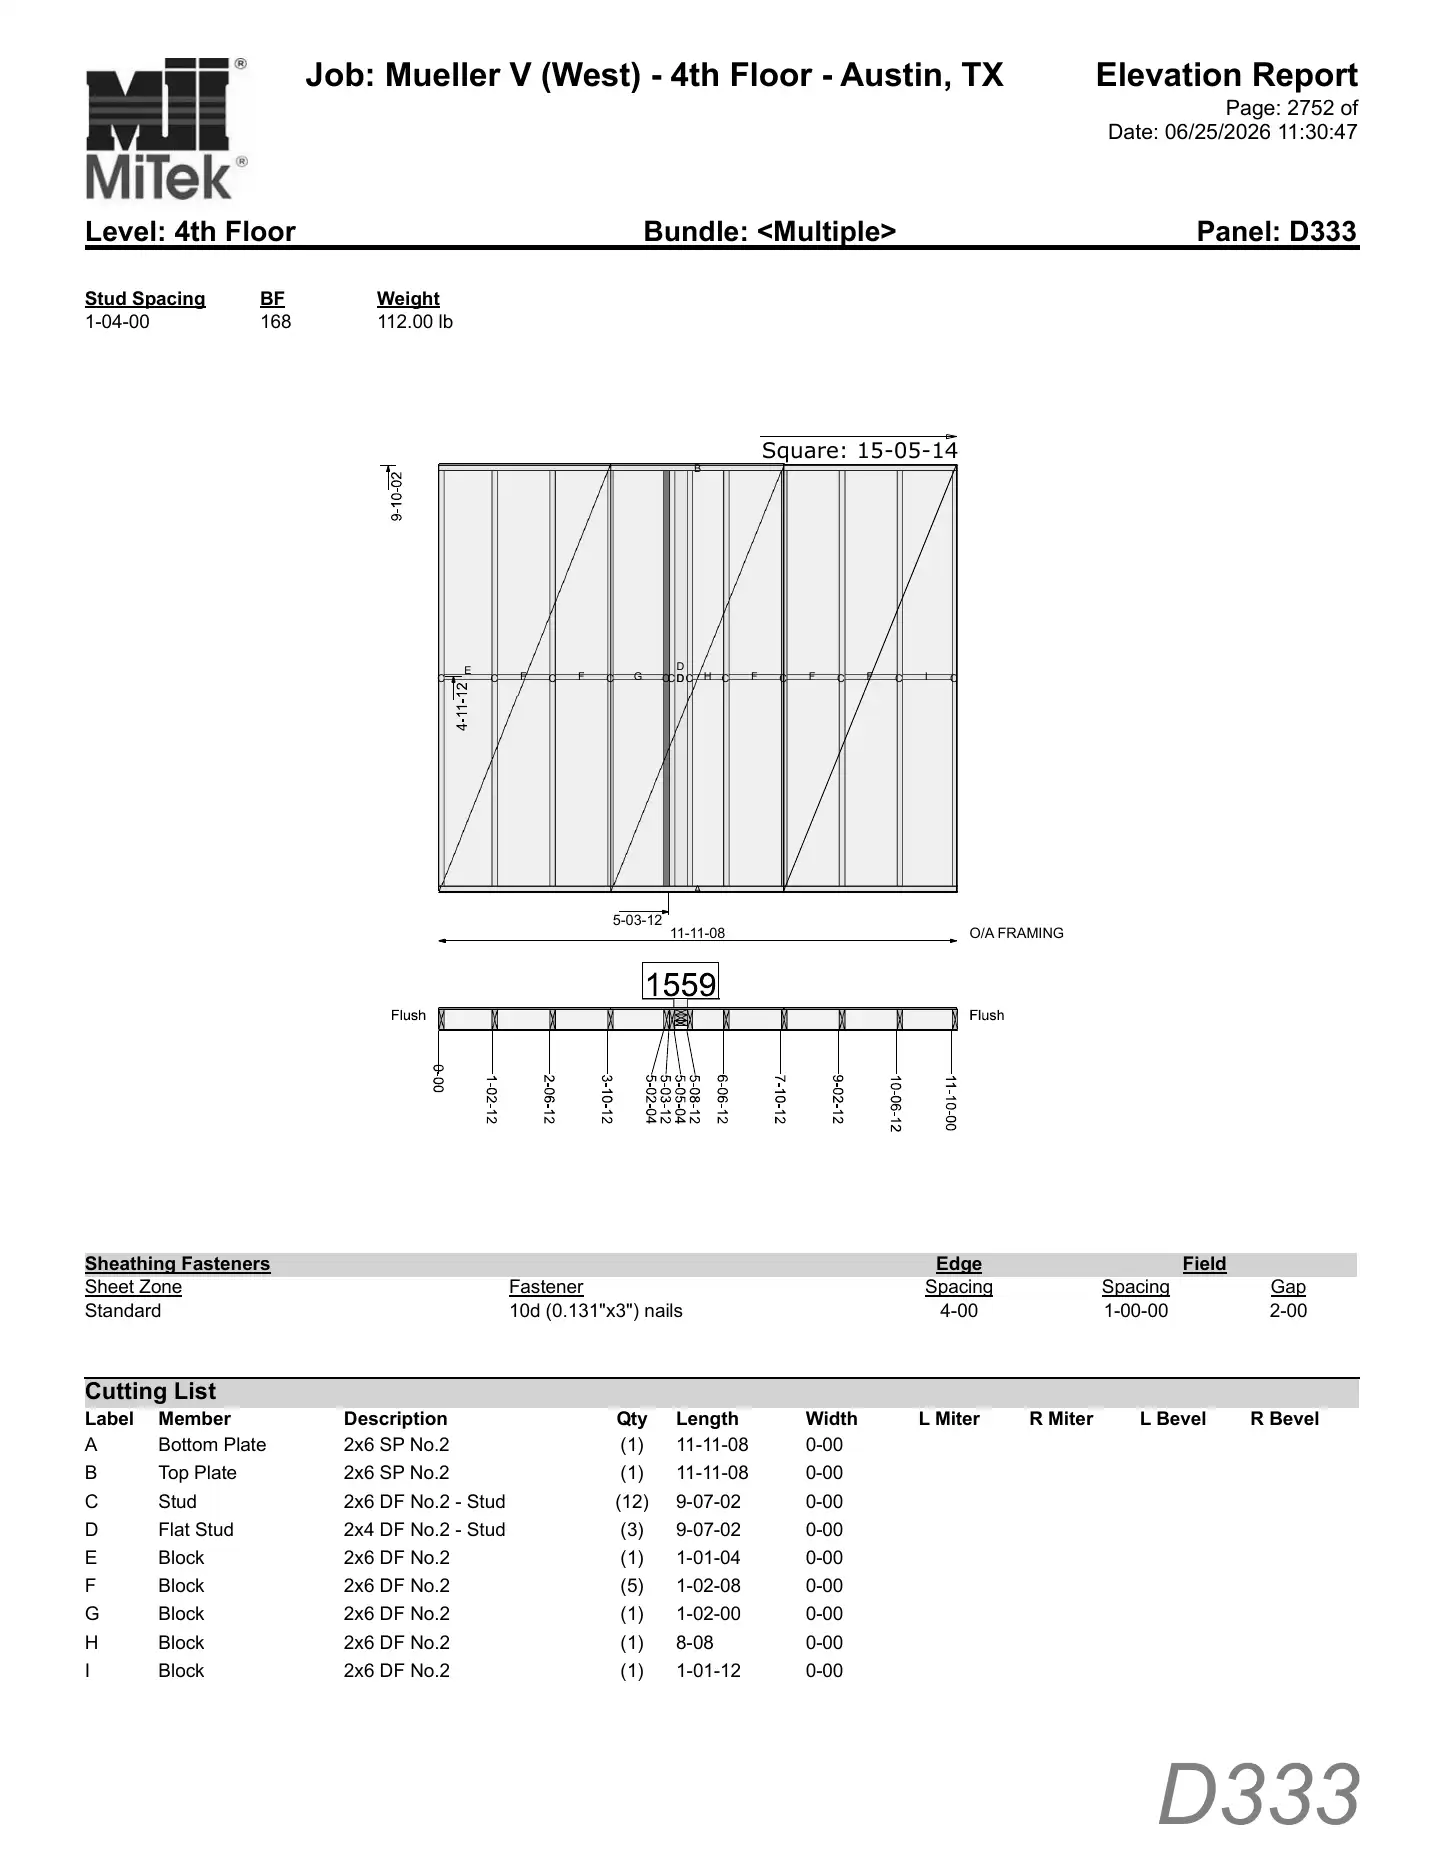 MiTek®
Job: Mueller V (West) - 4th Floor - Austin, TX
Elevation Report
Page: 2752 of
Date: 06/25/2026 11:30:47
Level: 4th Floor Bundle: <Multiple> Panel: D333
Stud Spacing BF Weight
1-04-00 168 112.00 lb
Square: 15-05-14
9-10-02
B
E F F G C C D D C H F F F I
4-11-12
A
5-03-12
11-11-08 O/A FRAMING
1559
Flush Flush
0-00 1-02-12 2-06-12 3-10-12 5-02-04 5-03-12 5-05-04 5-08-12 6-06-12 7-10-12 9-02-12 10-06-12 11-10-00
Sheathing Fasteners Edge Field
Sheet Zone Fastener Spacing Spacing Gap
Standard 10d (0.131"x3") nails 4-00 1-00-00 2-00
Cutting List
Label Member Description Qty Length Width L Miter R Miter L Bevel R Bevel
A Bottom Plate 2x6 SP No.2 (1) 11-11-08 0-00
B Top Plate 2x6 SP No.2 (1) 11-11-08 0-00
C Stud 2x6 DF No.2 - Stud (12) 9-07-02 0-00
D Flat Stud 2x4 DF No.2 - Stud (3) 9-07-02 0-00
E Block 2x6 DF No.2 (1) 1-01-04 0-00
F Block 2x6 DF No.2 (5) 1-02-08 0-00
G Block 2x6 DF No.2 (1) 1-02-00 0-00
H Block 2x6 DF No.2 (1) 8-08 0-00
I Block 2x6 DF No.2 (1) 1-01-12 0-00
D333